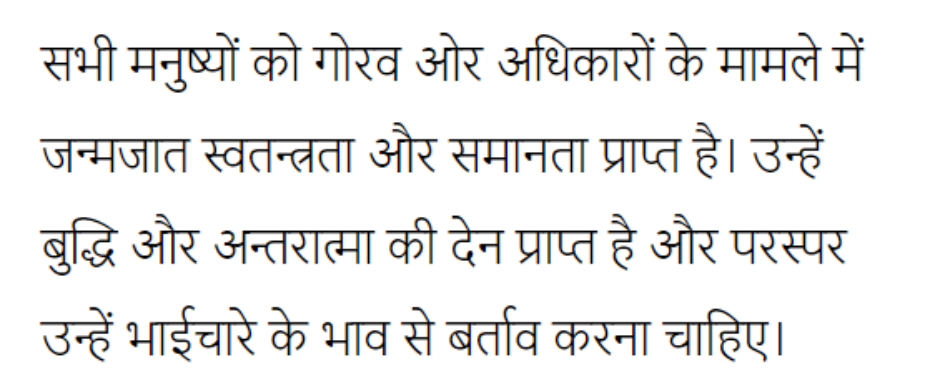 सभी मनुष्यों को गोरव ओर अधिकारों के मामले में
जन्मजात स्वतन्त्रता और समानता प्राप्त है। उन्हें
बुद्धि और अन्तरात्मा की देन प्राप्त है और परस्पर
उन्हें भाईचारे के भाव से बर्ताव करना चाहिए।